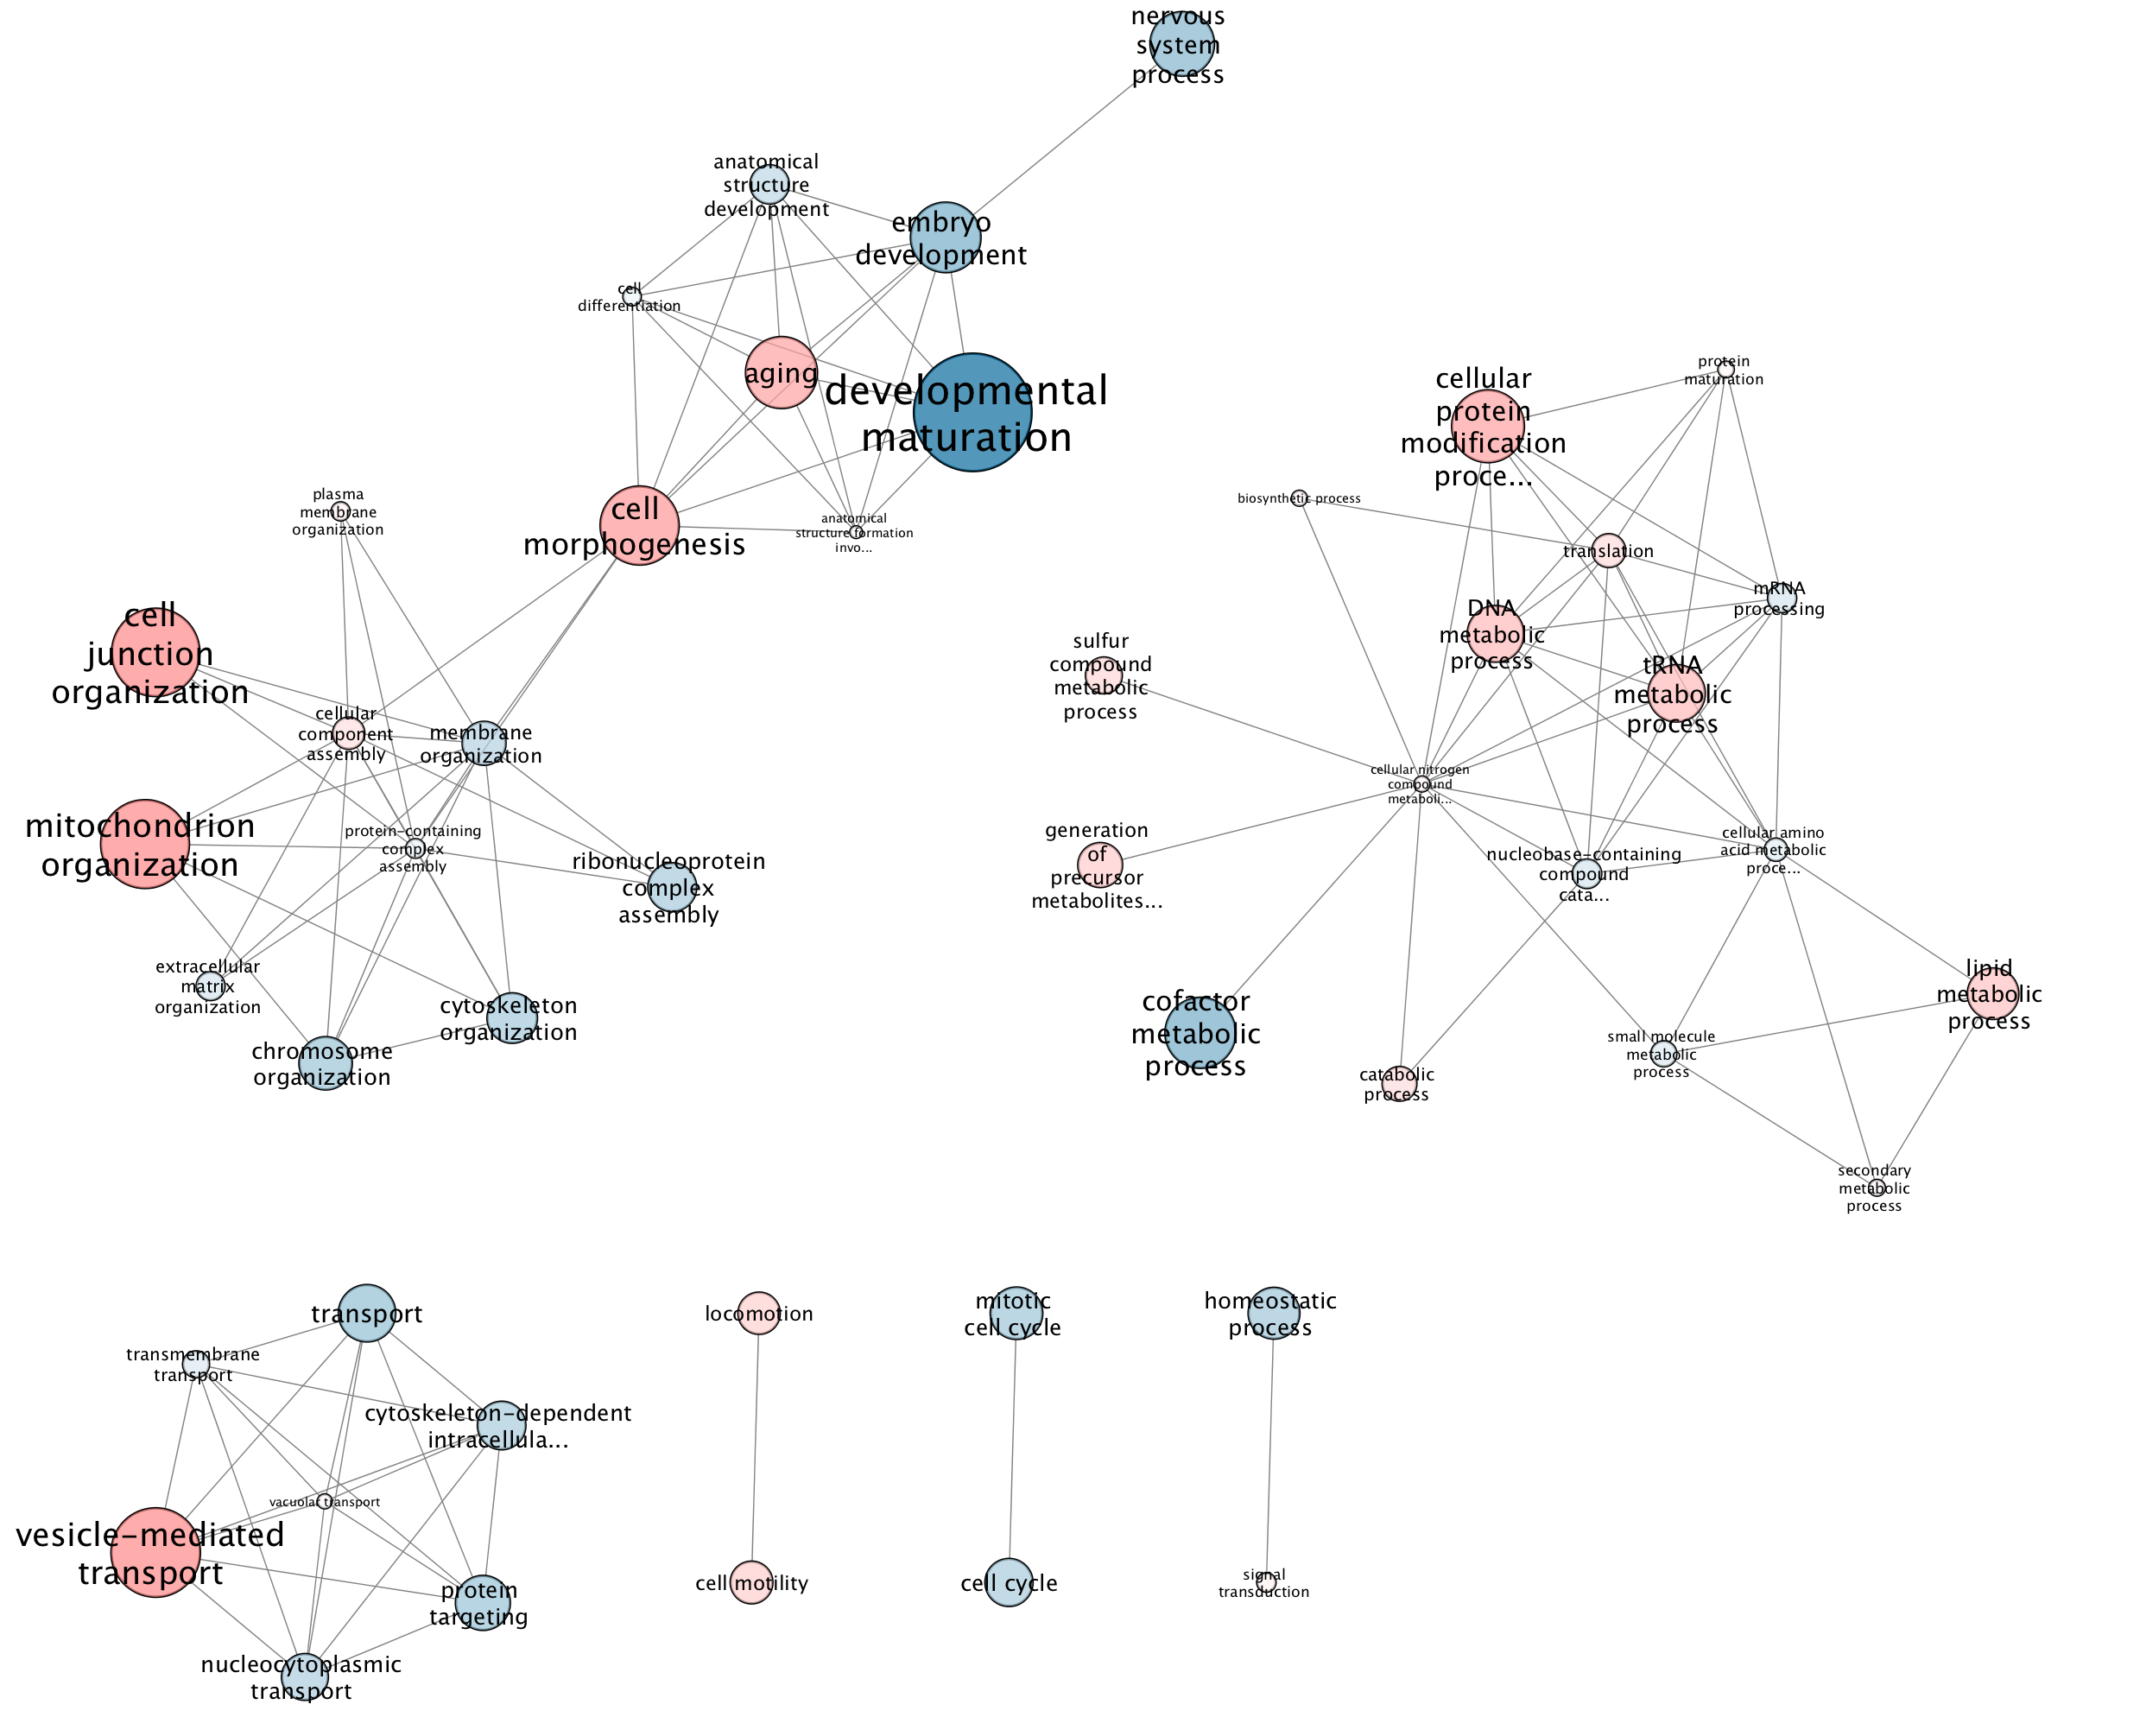 nervous
system
process
anatomical
structure
development
embryo
development
cell
differentiation
aging
developmental
maturation
cell
morphogenesis
anatomical
structure formation
invo...
plasma
membrane
organization
cell
junction
organization
cellular
component
assembly
membrane
organization
mitochondrion
organization
protein-containing
complex
assembly
ribonucleoprotein
complex
assembly
extracellular
matrix
organization
cytoskeleton
organization
chromosome
organization
protein
maturation
cellular
protein
modification
proce...
biosynthetic process
translation
mRNA
processing
DNA
metabolic
process
sulfur
compound
metabolic
process
tRNA
metabolic
process
cellular nitrogen
compound
metaboli...
generation
of
precursor
metabolites...
nucleobase-containing
compound
cata...
cellular amino
acid metabolic
proce...
lipid
metabolic
process
cofactor
metabolic
process
catabolic
process
small molecule
metabolic
process
secondary
metabolic
process
transport
transmembrane
transport
cytoskeleton-dependent
intracellula...
vacuolar transport
vesicle-mediated
transport
protein
targeting
nucleocytoplasmic
transport
locomotion
cell motility
mitotic
cell cycle
cell cycle
homeostatic
process
signal
transduction